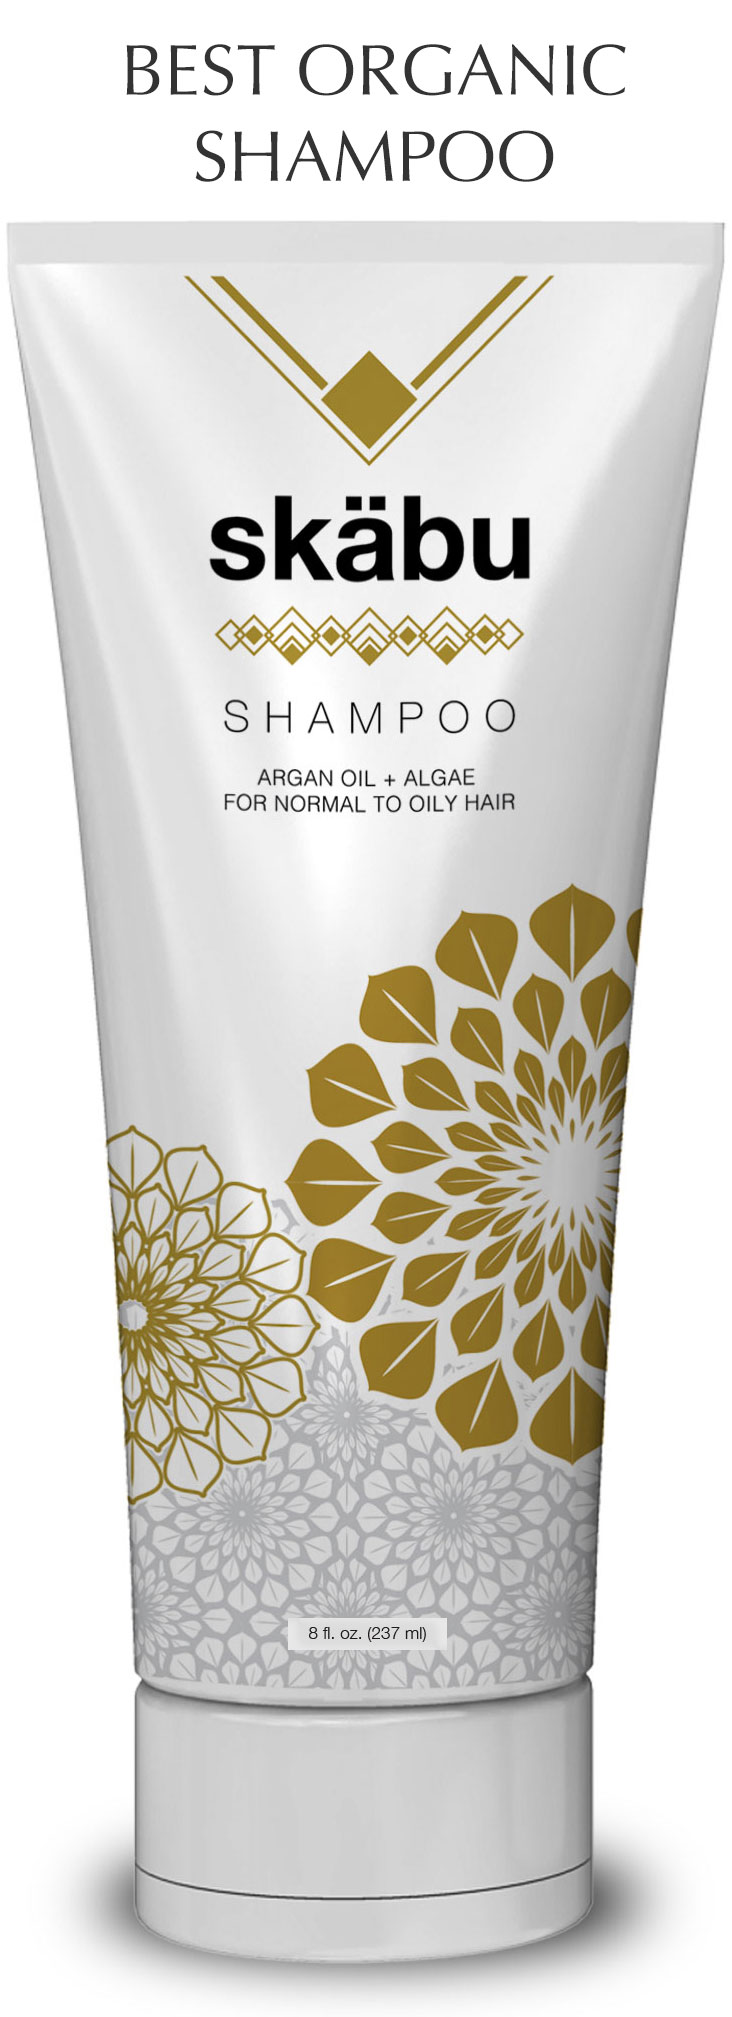 BEST ORGANIC
SHAMPOO
skäbu
SHAMPOO
ARGAN OIL + ALGAE
FOR NORMAL TO OILY HAIR
8 fl. oz. (237 ml)